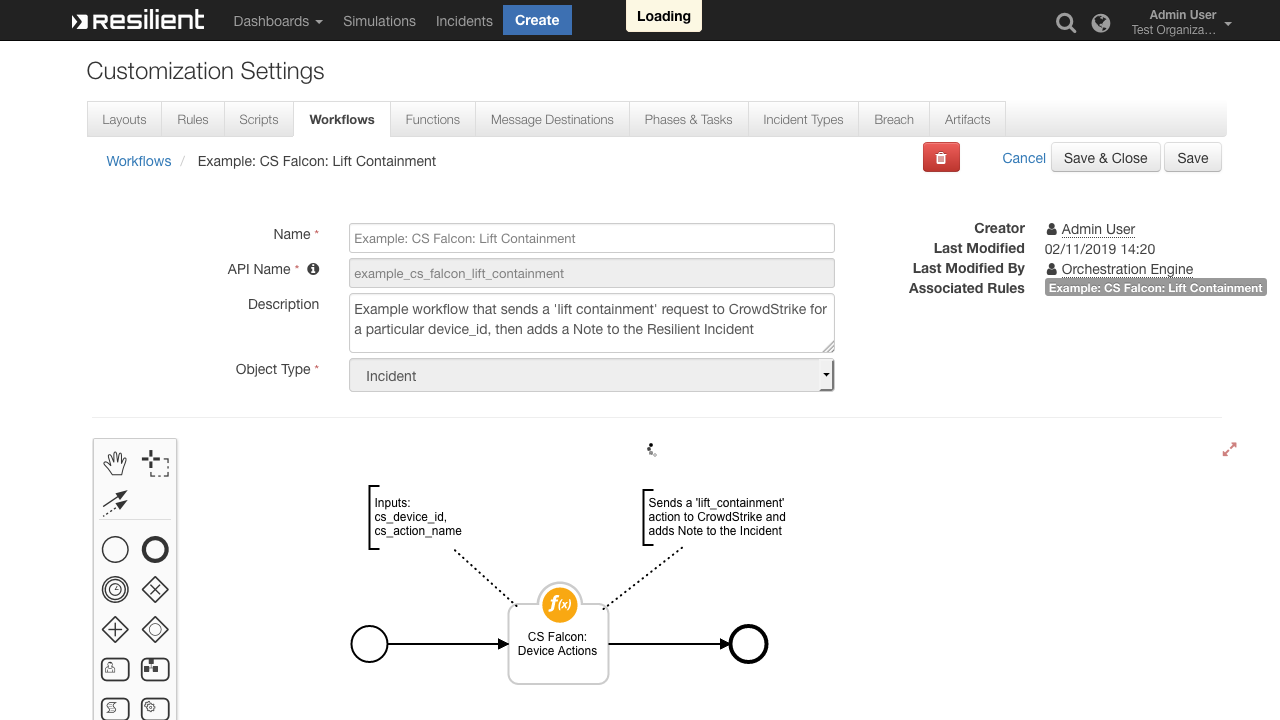 resilient
Dashboards
Simulations
Incidents
Create
Loading
Admin User
Test Organiza...
Customization Settings
Layouts
Rules
Scripts
Workflows
Functions
Message Destinations
Phases & Tasks
Incident Types
Breach
Artifacts
Workflows / Example: CS Falcon: Lift Containment
Cancel
Save & Close
Save
Name *
Example: CS Falcon: Lift Containment
API Name *
example_cs_falcon_lift_containment
Description
Example workflow that sends a 'lift containment' request to CrowdStrike for
a particular device_id, then adds a Note to the Resilient Incident
Object Type *
Incident
Creator
Admin User
Last Modified
02/11/2019 14:20
Last Modified By
Orchestration Engine
Associated Rules
Example: CS Falcon: Lift Containment
Inputs:
cs_device_id,
cs_action_name
Sends a 'lift_containment'
action to CrowdStrike and
adds Note to the Incident
f(x)
CS Falcon:
Device Actions